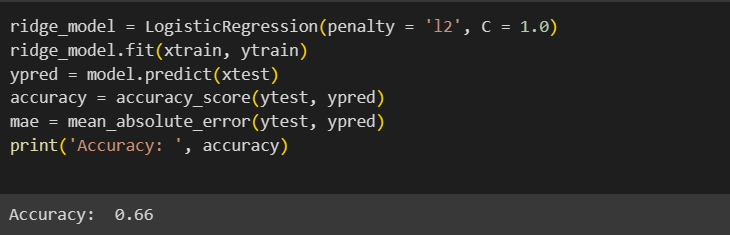 ridge_model = LogisticRegression(penalty = 'l2', C = 1.0)
ridge_model.fit(xtrain, ytrain)
ypred = model.predict(xtest)
accuracy = accuracy_score(ytest, ypred)
mae = mean_absolute_error(ytest, ypred)
print('Accuracy: ', accuracy)
Accuracy:  0.66